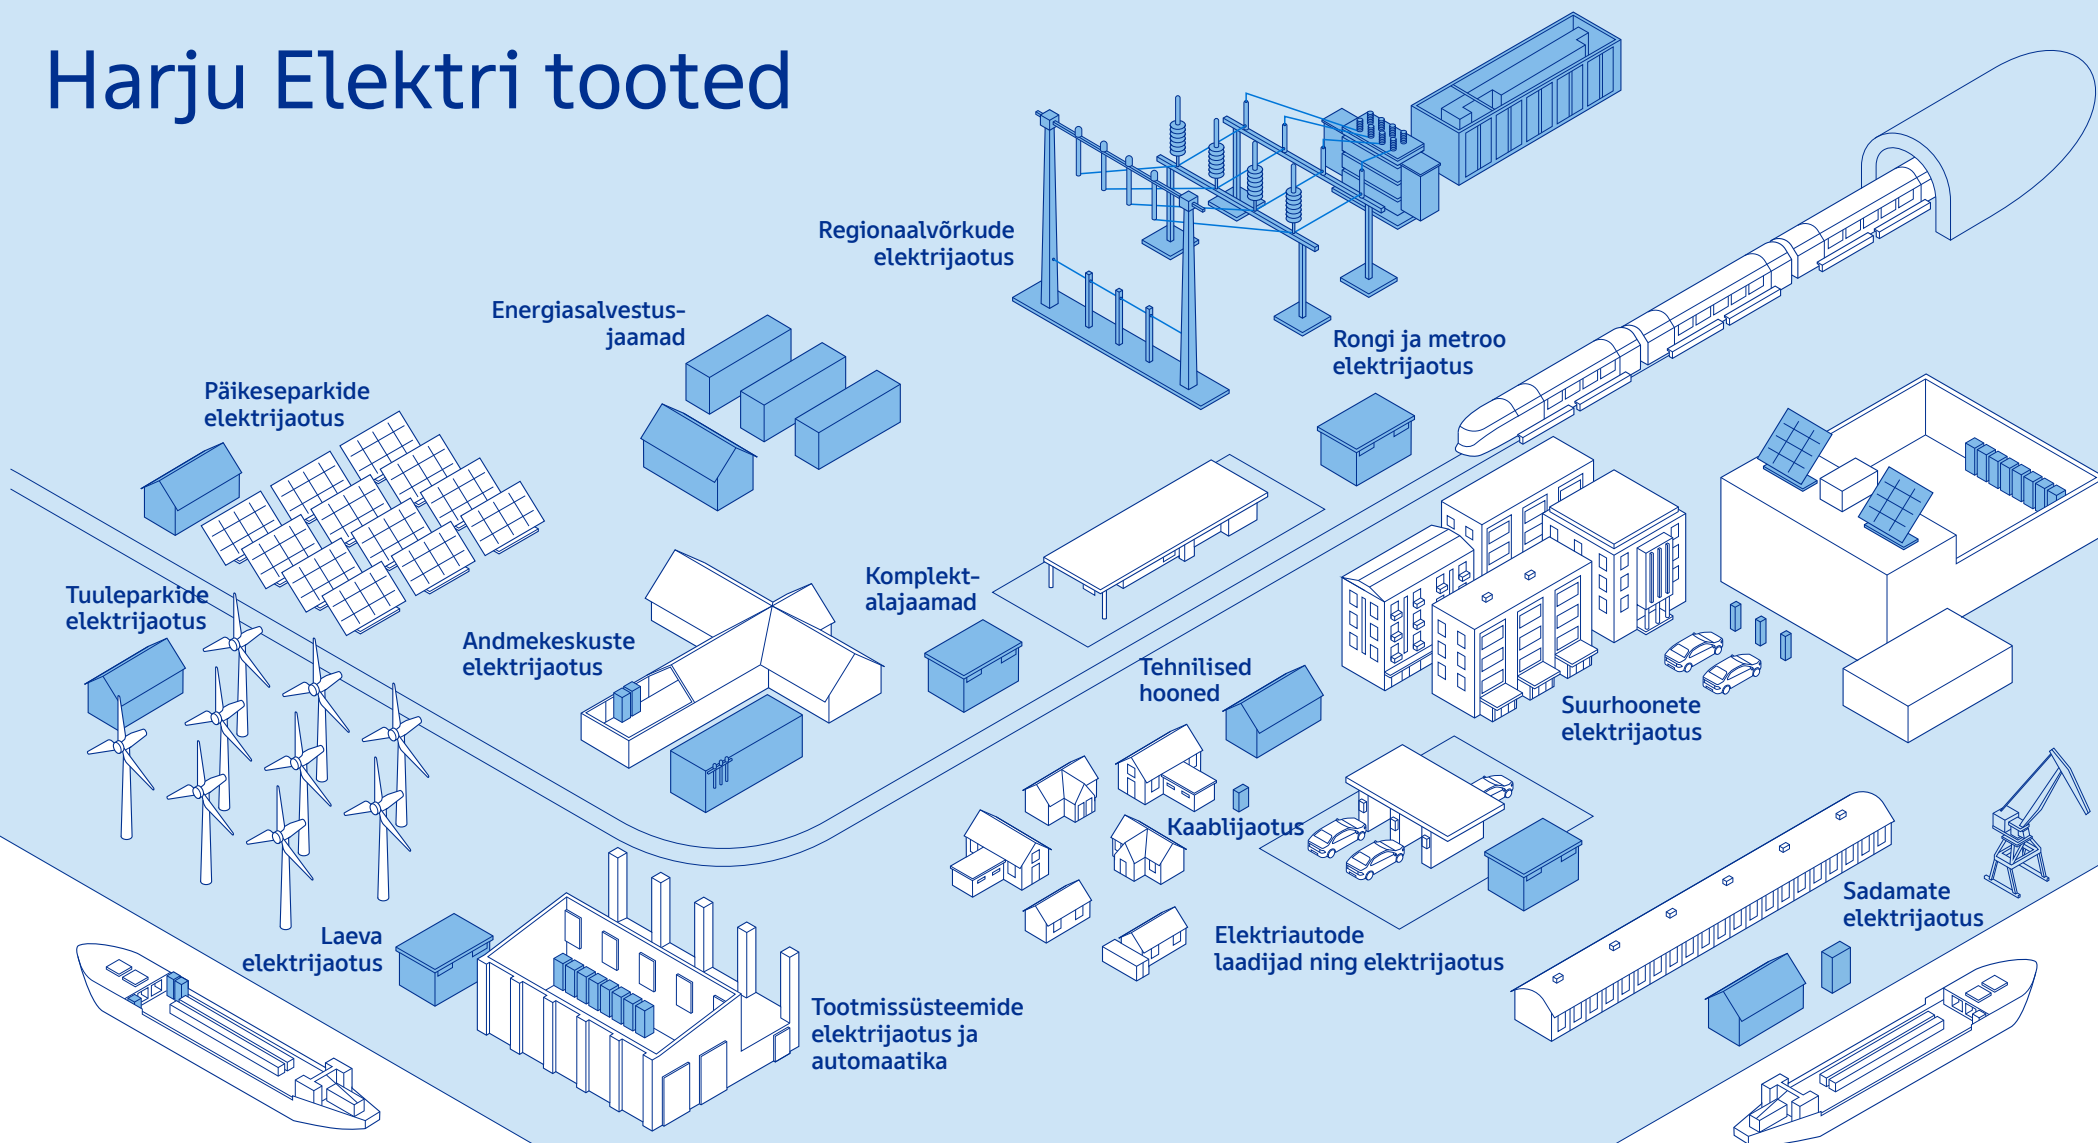 Harju Elektri tooted
Regionaalvõrkude
elektrijaotus
Energiasalvestus-
jaamad
Rongi ja metroo
elektrijaotus
Päikeseparkide
elektrijaotus
Komplekt-
alajaamad
Tuuleparkide
elektrijaotus
Andmekeskuste
elektrijaotus
Tehnilised
hooned
Suurhoonete
elektrijaotus
Kaablijaotus
Sadamate
elektrijaotus
Laeva
elektrijaotus
Elektriautode
laadijad ning elektrijaotus
Tootmissüsteemide
elektrijaotus ja
automaatika